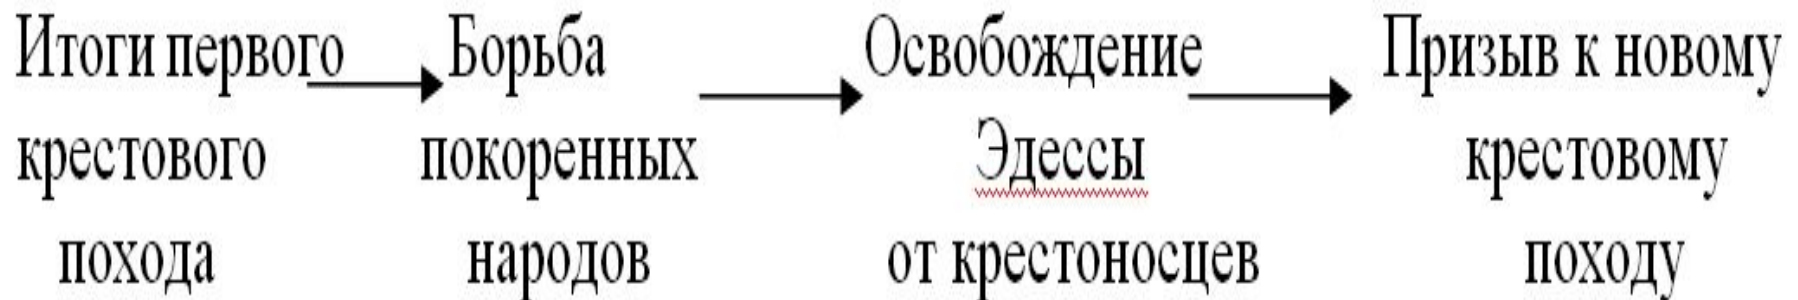 Итоги первого
крестового
похода
Борьба
покоренных
народов
Освобождение
Эдессы
от крестоносцев
Призыв к новому
крестовому
походу